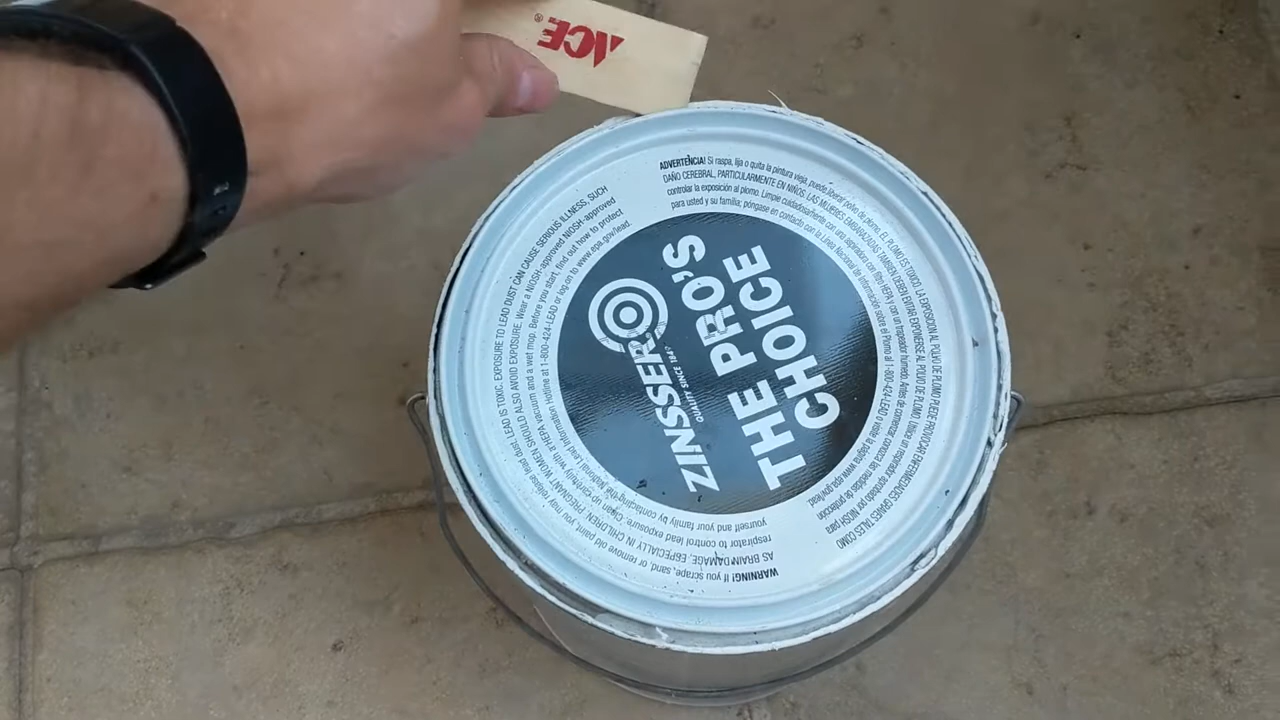 ACE®
ADVERTENCIA! Si raspa, lija o quita la pintura vieja, puede liberar polvo de plomo. EL PLOMO ES TOXICO. LA EXPOSICION AL POLVO DE PLOMO PUEDE PROVOCAR ENFERMEDADES GRAVES, TALES COMO
DAÑO CEREBRAL, PARTICULARMENTE EN NIÑOS. LAS MUJERES EMBARAZADAS TAMBIEN DEBEN EVITAR EXPONERSE AL POLVO DE PLOMO. Utilice un respirador aprobado por NIOSH para
controlar la exposición al plomo. Limpie cuidadosamente con una aspiradora con filtro HEPA y con un trapeador húmedo. Antes de comenzar, conozca las medidas de protección
para usted y su familia; póngase en contacto con la Línea Nacional de Información sobre el Plomo al 1-800-424-LEAD o visite la página www.epa.gov/lead.
ZINSSER®
QUALITY SINCE 1849
THE PRO'S
CHOICE
WARNING! If you scrape, sand, or remove old paint, you may release lead dust. LEAD IS TOXIC. EXPOSURE TO LEAD DUST CAN CAUSE SERIOUS ILLNESS, SUCH
AS BRAIN DAMAGE, ESPECIALLY IN CHILDREN. PREGNANT WOMEN SHOULD ALSO AVOID EXPOSURE. Wear a NIOSH-approved
respirator to control lead exposure. Clean up carefully with a HEPA vacuum and a wet mop. Before you start, find out how to protect
yourself and your family by contacting the National Lead Information Hotline at 1-800-424-LEAD or log on to www.epa.gov/lead.